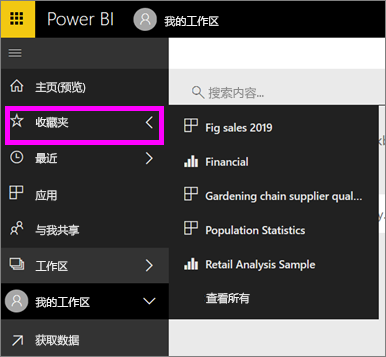 Power BI 我的工作区
主页(预览)
搜索内容...
收藏夹
Fig sales 2019
最近
Financial
应用
Gardening chain supplier qual...
与我共享
Population Statistics
工作区
Retail Analysis Sample
我的工作区
查看所有
获取数据